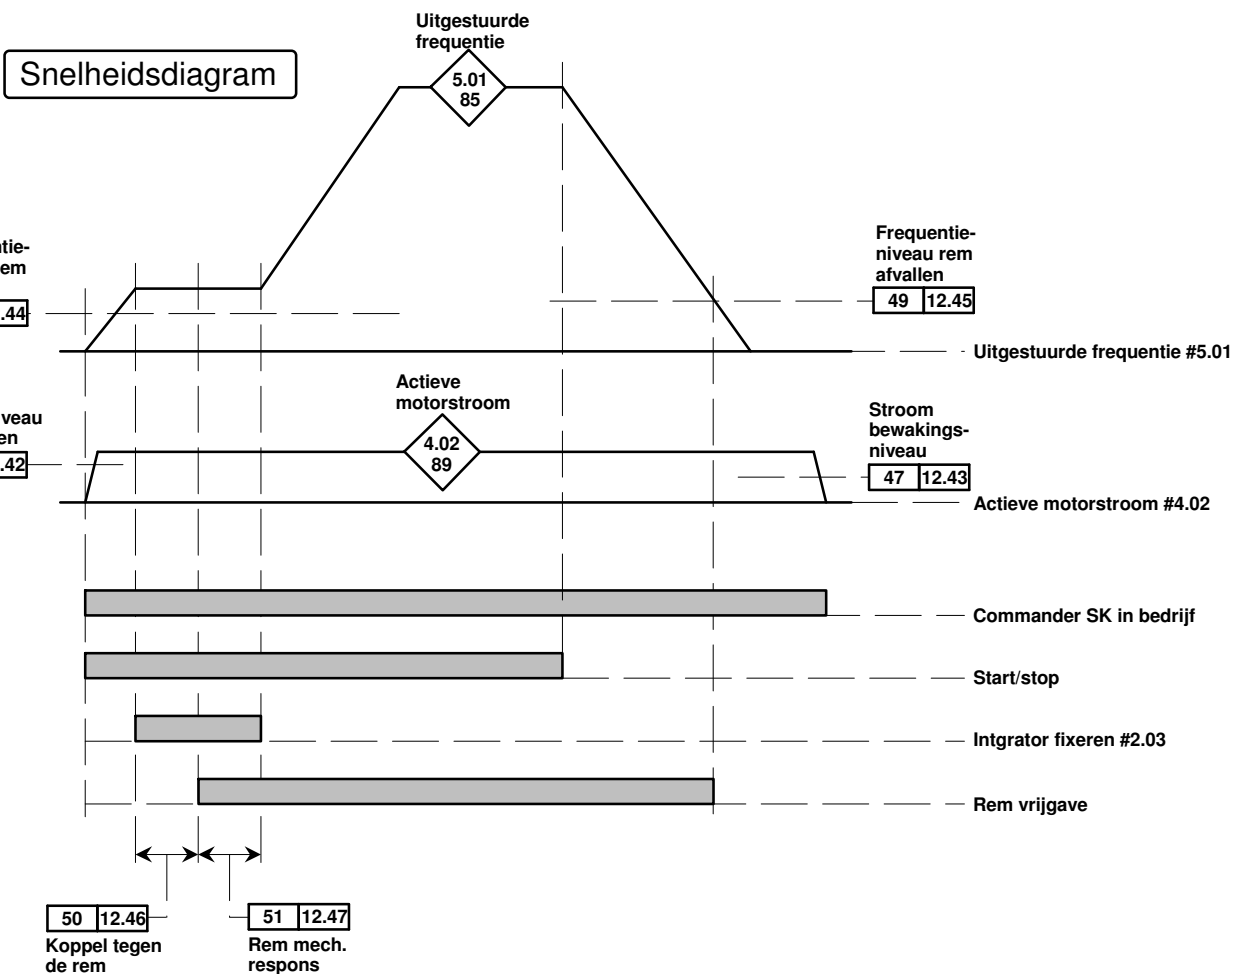 Uitgestuurde
frequentie
Snelheidsdiagram
5.01
85
Frequentie-
niveau rem
afvallen
49 12.45
.44
Uitgestuurde frequentie #5.01
Actieve
motorstroom
4.02
89
Stroom
bewakings-
niveau
47 12.43
.42
Actieve motorstroom #4.02
Commander SK in bedrijf
Start/stop
Intgrator fixeren #2.03
Rem vrijgave
50 12.46
Koppel tegen
de rem
51 12.47
Rem mech.
respons